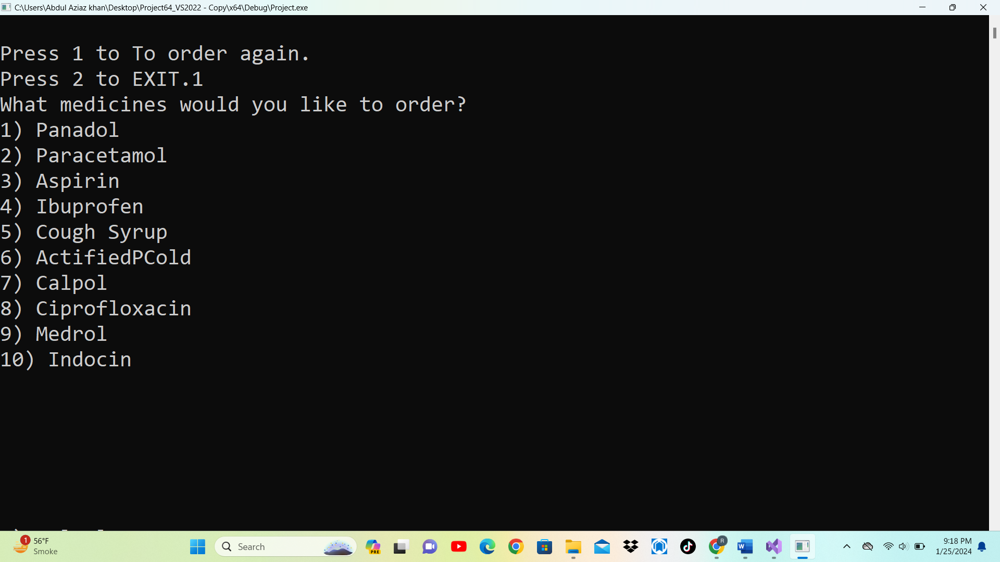 C:\Users\Abdul Aziaz khan\Desktop\Project64_VS2022 - Copy\x64\Debug\Project.exe
Press 1 to To order again.
Press 2 to EXIT.1
What medicines would you like to order?
1) Panadol
2) Paracetamol
3) Aspirin
4) Ibuprofen
5) Cough Syrup
6) ActifiedPCold
7) Calpol
8) Ciprofloxacin
9) Medrol
10) Indocin
1
56°F
Smoke
Search
PRE
R
W
9:18 PM
1/25/2024